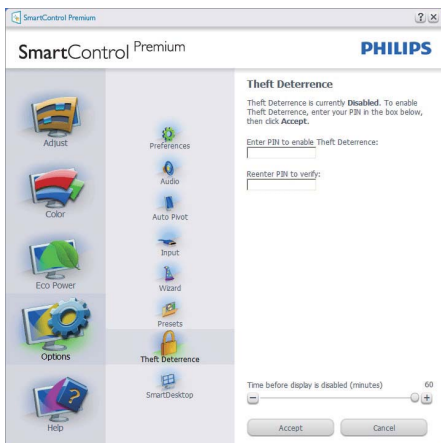 SmartControl Premium
SmartControl Premium
PHILIPS
Adjust
Color
Eco Power
Options
Help
Preferences
Audio
Auto Pivot
Input
Wizard
Presets
Theft Deterrence
SmartDesktop
Theft Deterrence
Theft Deterrence is currently Disabled. To enable
Theft Deterrence, enter your PIN in the box below,
then click Accept.
Enter PIN to enable Theft Deterrence:
Reenter PIN to verify:
Time before display is disabled (minutes) 60
Accept Cancel